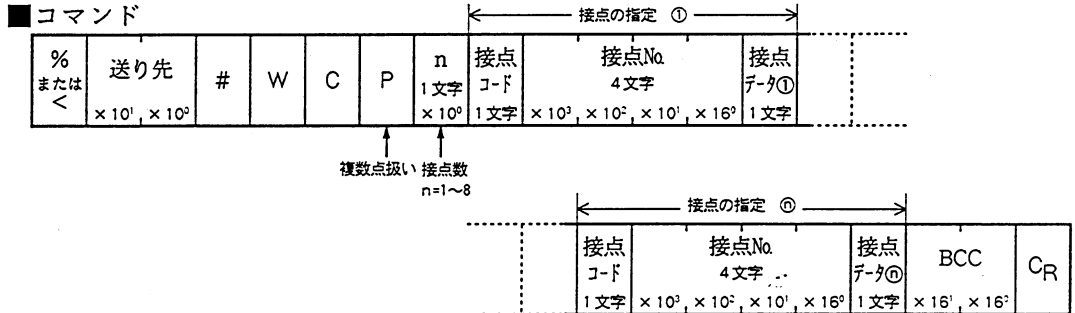 ■コマンド
接点の指定 ①
% または <
送り先
×10¹, ×10⁰
#
W
C
P
n
1文字
×10⁰
接点
コード
1文字
接点No.
4文字
×10³, ×10², ×10¹, ×16⁰
接点
データ①
1文字
複数点扱い
接点数
n=1〜8
接点の指定 ⓝ
接点
コード
1文字
接点No.
4文字
×10³, ×10², ×10¹, ×16⁰
接点
データⓝ
1文字
BCC
×16¹, ×16⁰
CR